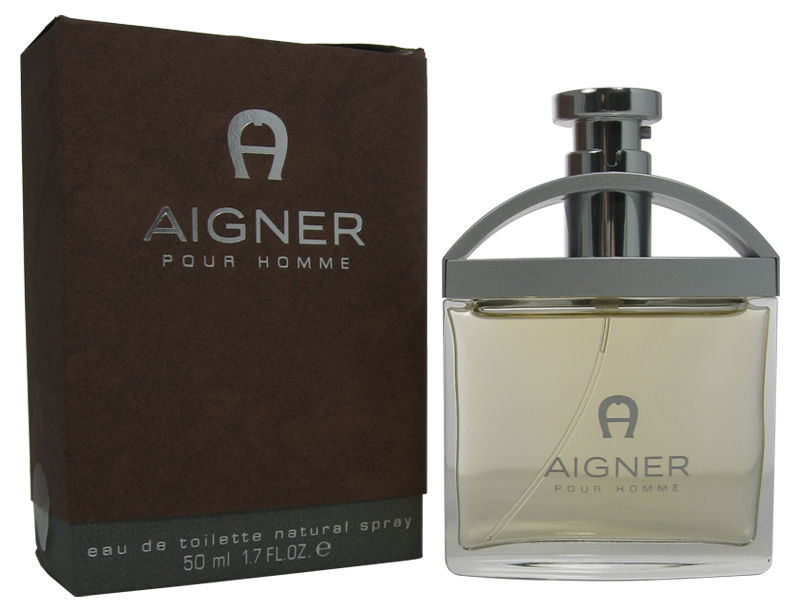 AIGNER
POUR HOMME
eau de toilette natural spray
50 ml 1.7 FL.OZ. e
A
AIGNER
POUR HOMME